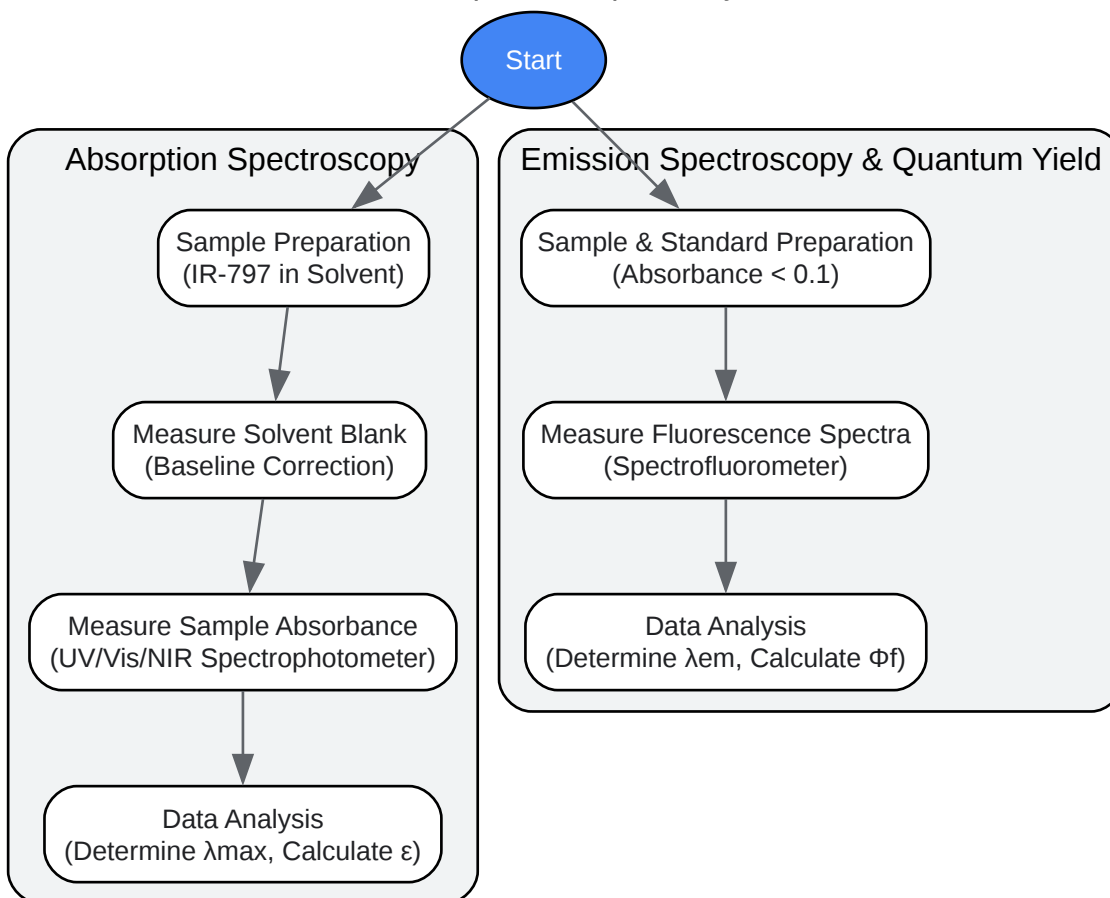 Start
Absorption Spectroscopy
Sample Preparation
(IR-797 in Solvent)
Measure Solvent Blank
(Baseline Correction)
Measure Sample Absorbance
(UV/Vis/NIR Spectrophotometer)
Data Analysis
(Determine λmax, Calculate ε)
Emission Spectroscopy & Quantum Yield
Sample & Standard Preparation
(Absorbance < 0.1)
Measure Fluorescence Spectra
(Spectrofluorometer)
Data Analysis
(Determine λem, Calculate Φf)